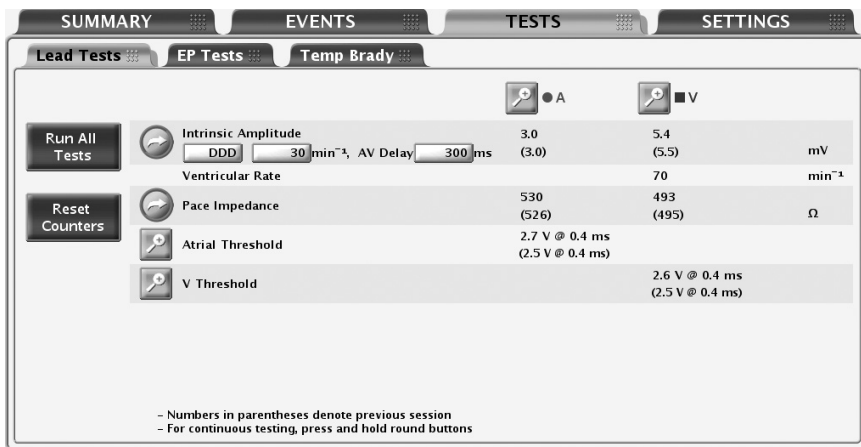 SUMMARY EVENTS TESTS SETTINGS
Lead Tests EP Tests Temp Brady
A V
Run All Tests
Intrinsic Amplitude 3.0 5.4
DDD 30 min⁻¹, AV Delay 300 ms (3.0) (5.5) mV
Ventricular Rate 70 min⁻¹
Reset Counters
Pace Impedance 530 493
(526) (495) Ω
Atrial Threshold 2.7 V @ 0.4 ms
(2.5 V @ 0.4 ms)
V Threshold 2.6 V @ 0.4 ms
(2.5 V @ 0.4 ms)
– Numbers in parentheses denote previous session
– For continuous testing, press and hold round buttons